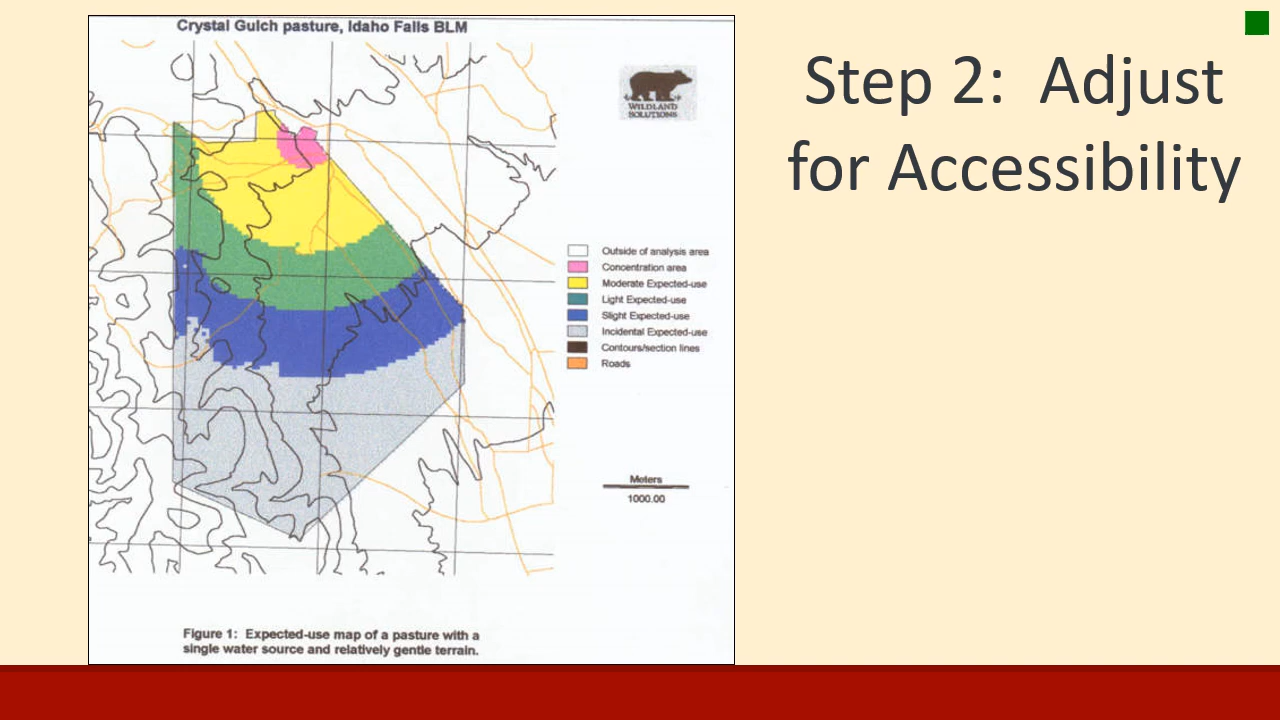 Crystal Gulch pasture, Idaho Falls BLM
WILDLAND
SOLUTIONS
Step 2: Adjust
for Accessibility
Outside of analysis area
Concentration area
Moderate Expected-use
Light Expected-use
Slight Expected-use
Incidental Expected-use
Contours/section lines
Roads
Meters
1000.00
Figure 1: Expected-use map of a pasture with a
single water source and relatively gentle terrain.